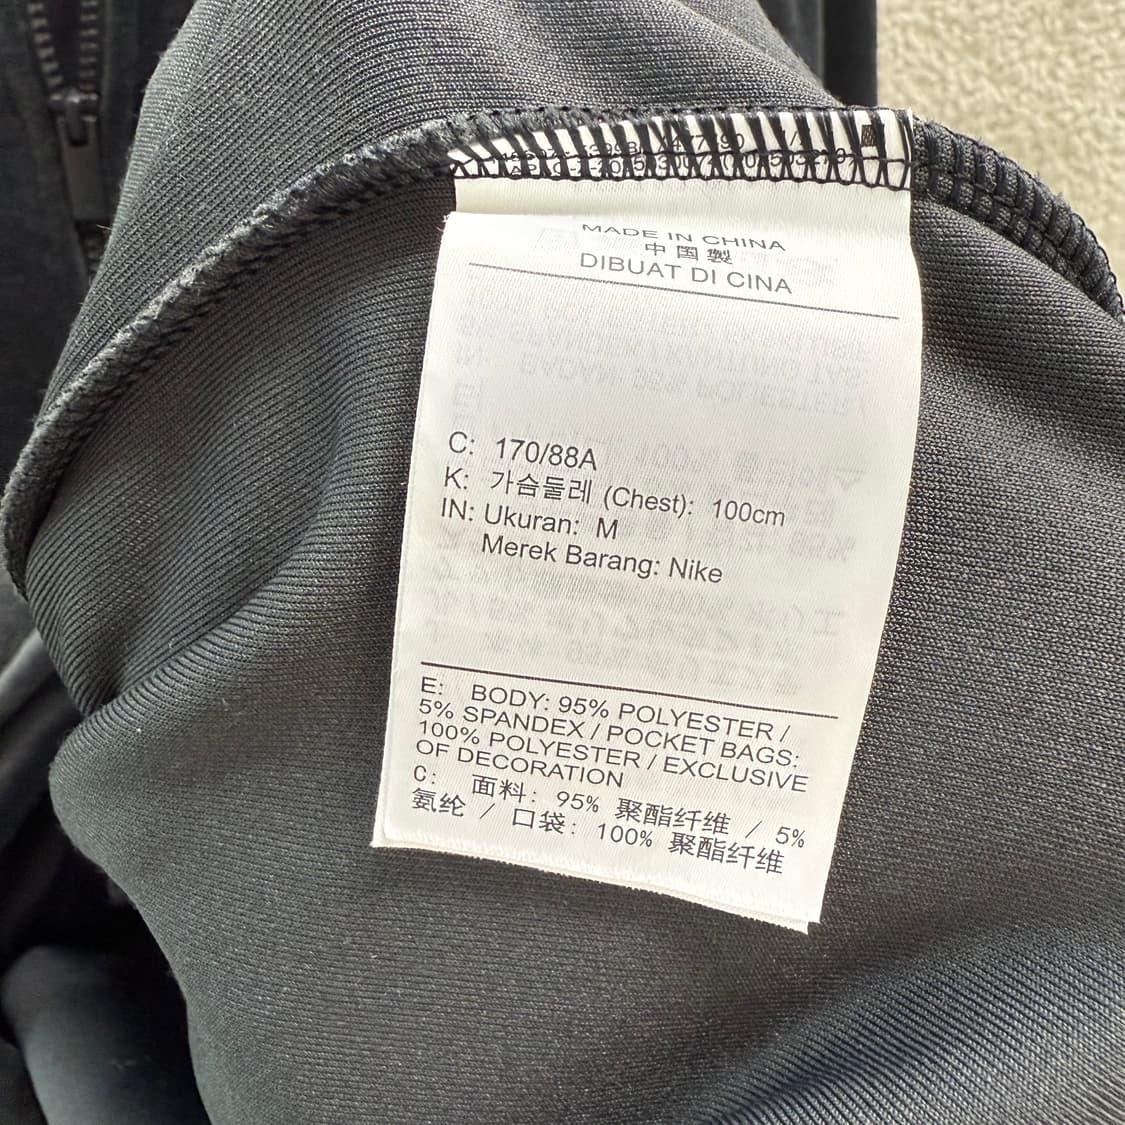 MADE IN CHINA
中国製
DIBUAT DI CINA
C: 170/88A
K: 가슴둘레 (Chest): 100cm
IN: Ukuran: M
Merek Barang: Nike
E: BODY: 95% POLYESTER /
5% SPANDEX / POCKET BAGS:
100% POLYESTER / EXCLUSIVE
OF DECORATION
C: 面料: 95% 聚酯纤维 / 5%
氨纶 / 口袋: 100% 聚酯纤维